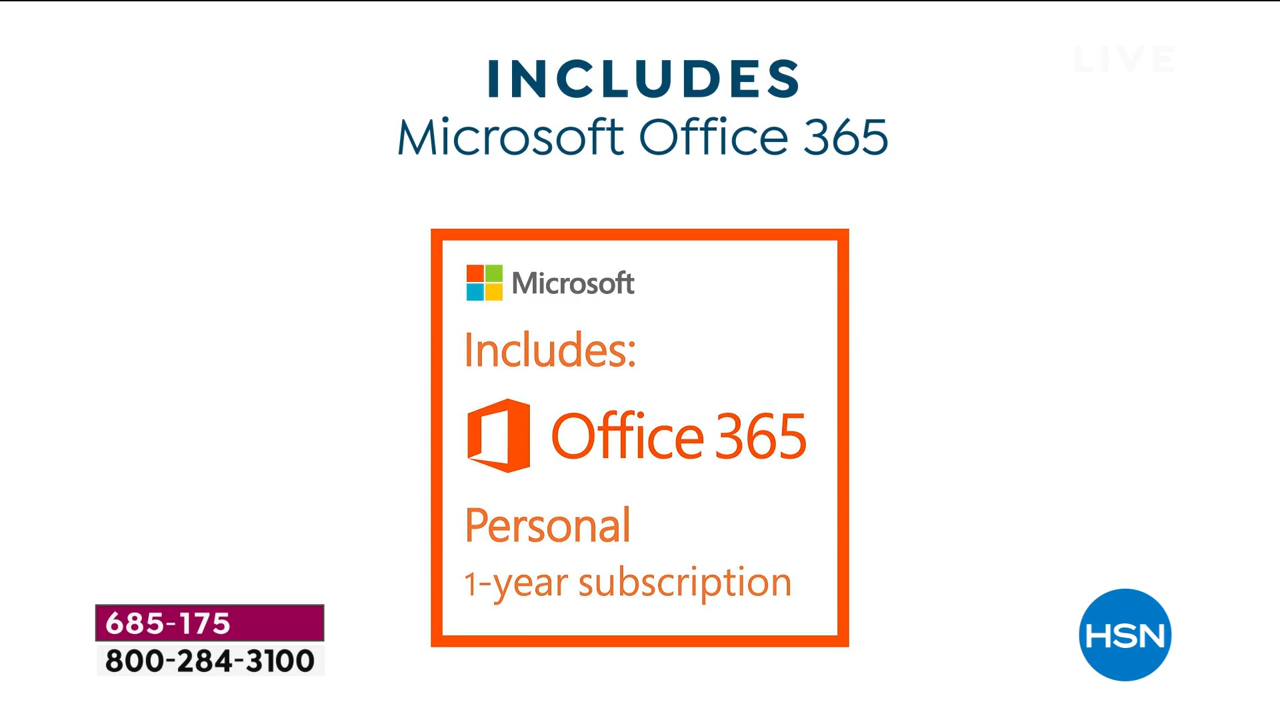 LIVE
INCLUDES
Microsoft Office 365
Microsoft
Includes:
Office 365
Personal
1-year subscription
685-175
800-284-3100
HSN